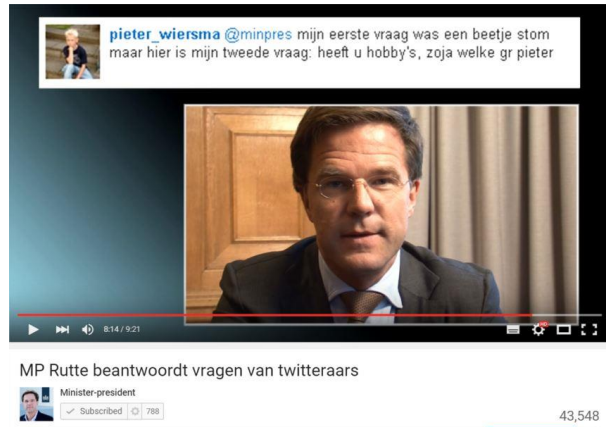 pieter_wiersma @minpres mijn eerste vraag was een beetje stom
maar hier is mijn tweede vraag: heeft u hobby's, zoja welke gr pieter
8:14 / 9:21
MP Rutte beantwoordt vragen van twitteraars
Minister-president
Subscribed 788
43,548